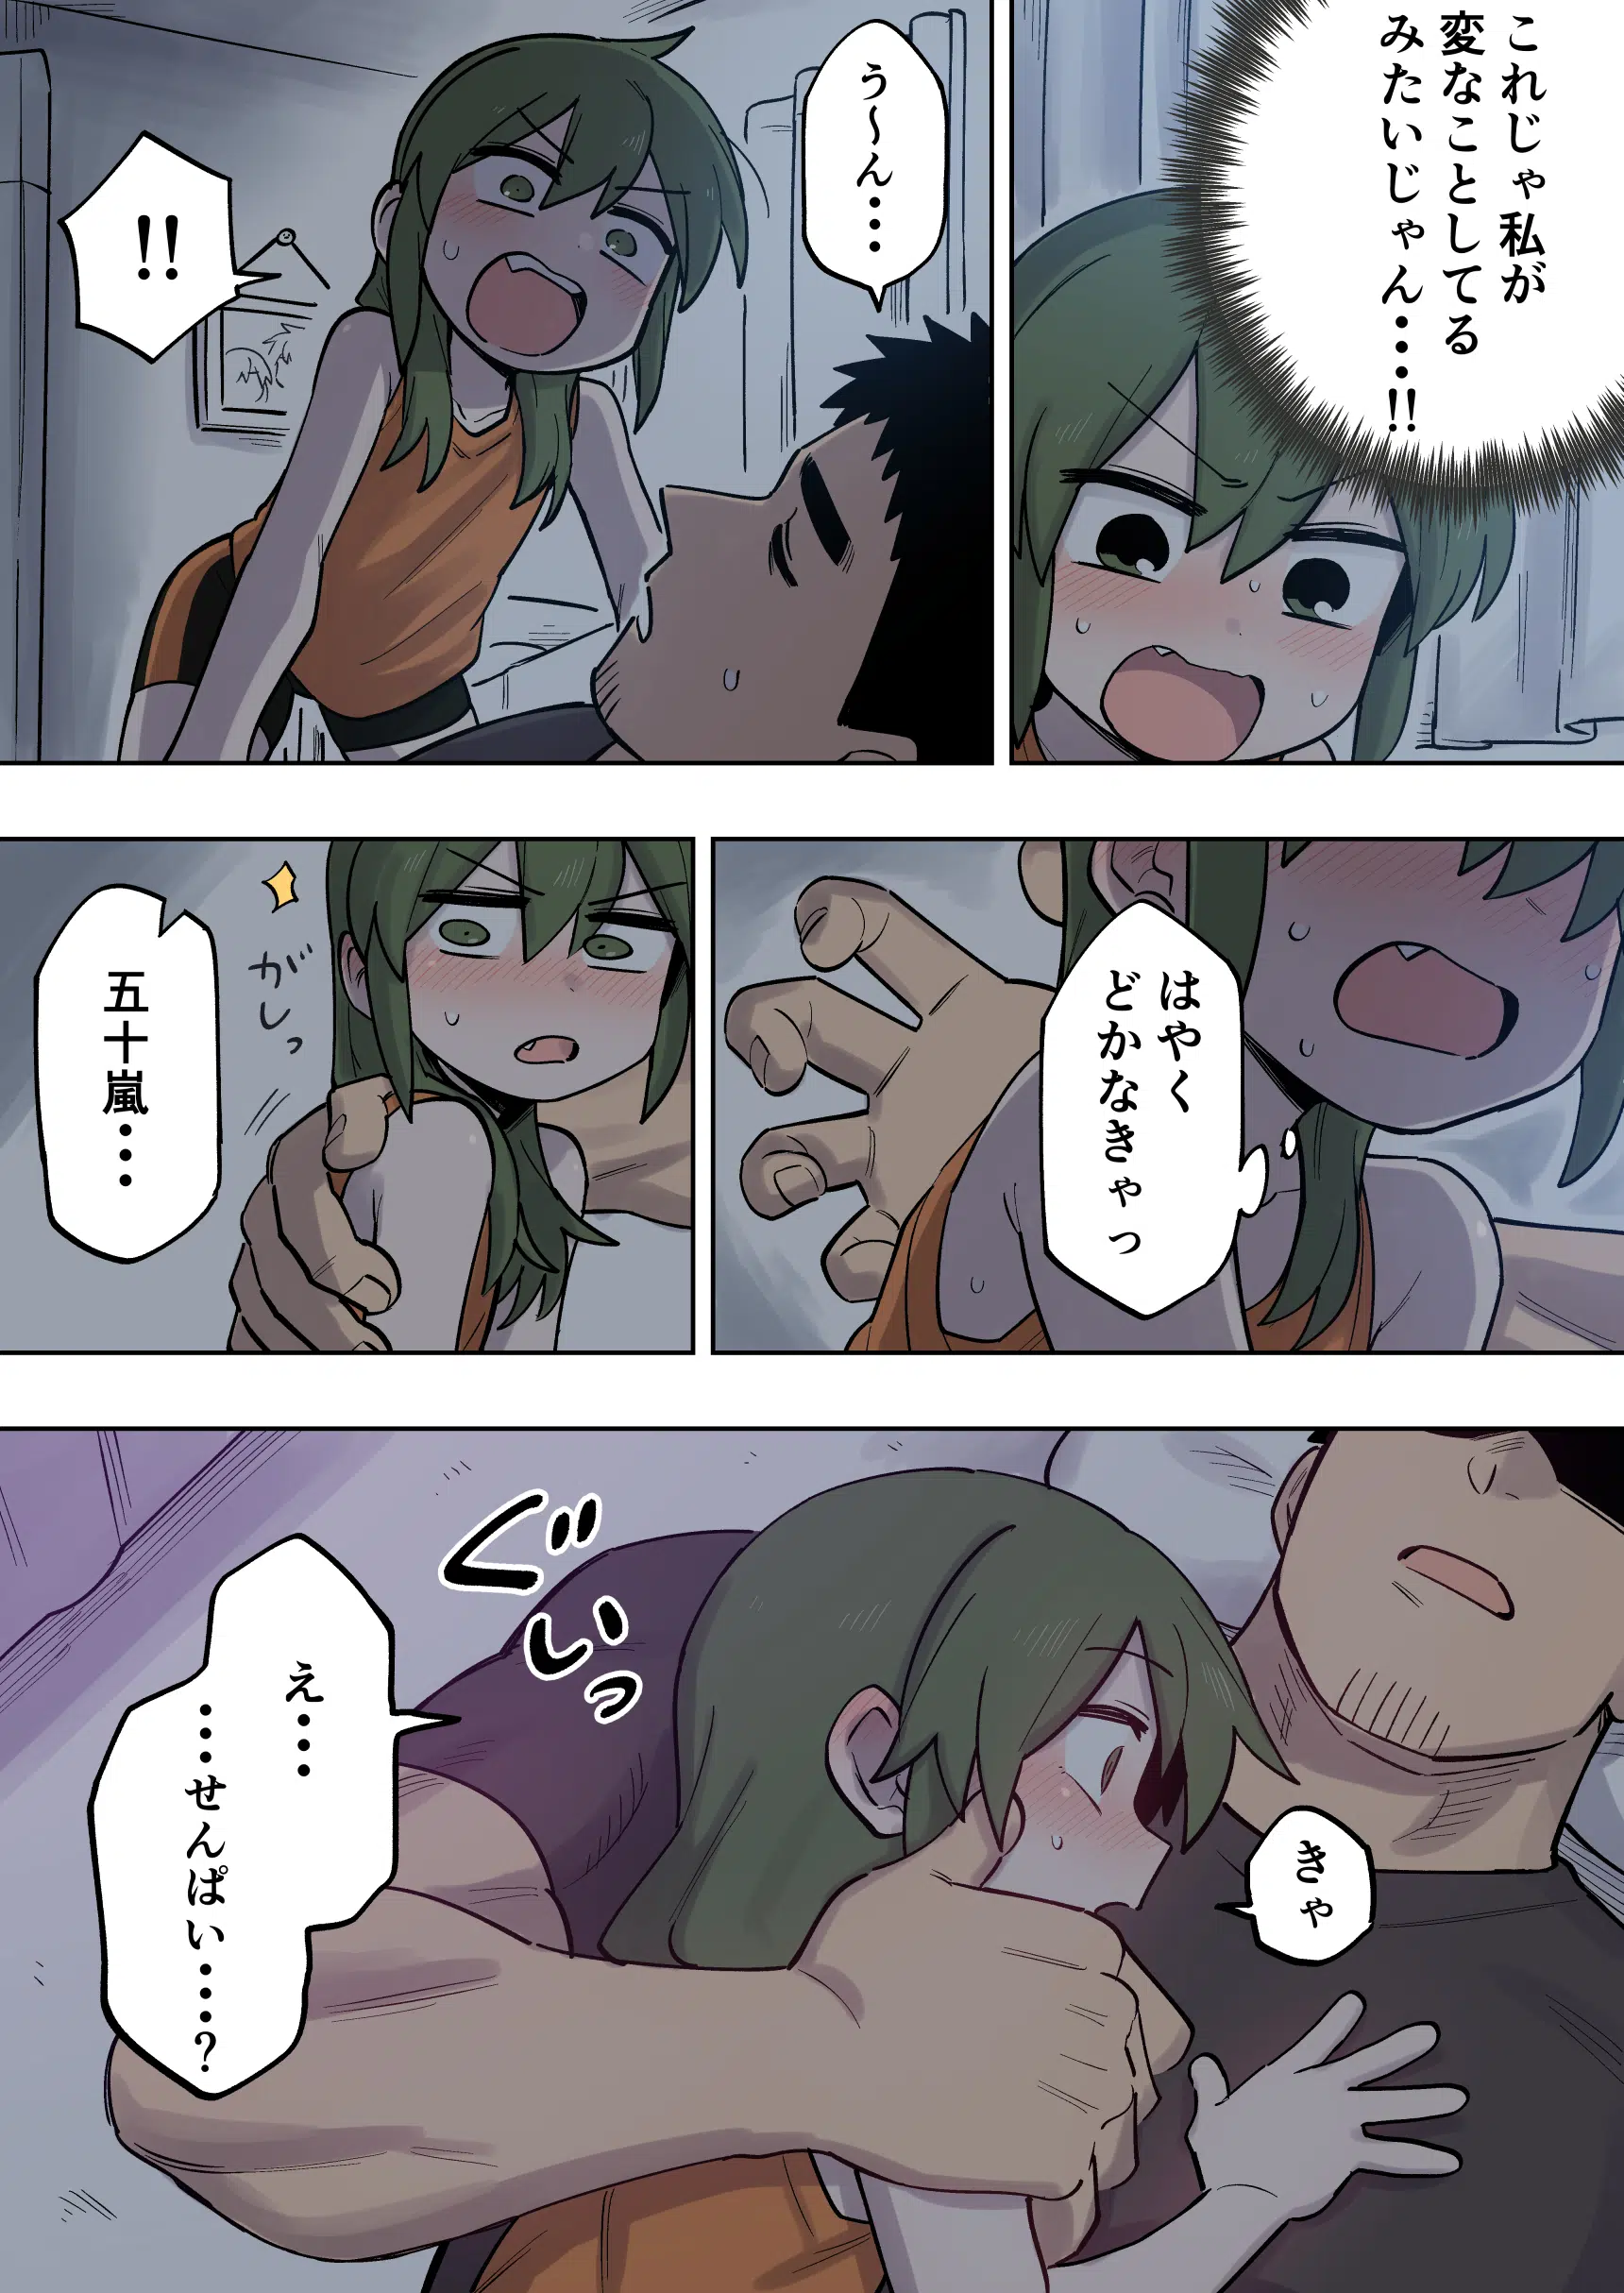 これじゃ私が
変なことしてる
みたいじゃん・・・!!
う～ん・・・
!!
はやく
どかなきゃっ
がしっ
五十嵐・・・
ぐいっ
きゃ
え・・・
・・・せんぱい・・・?